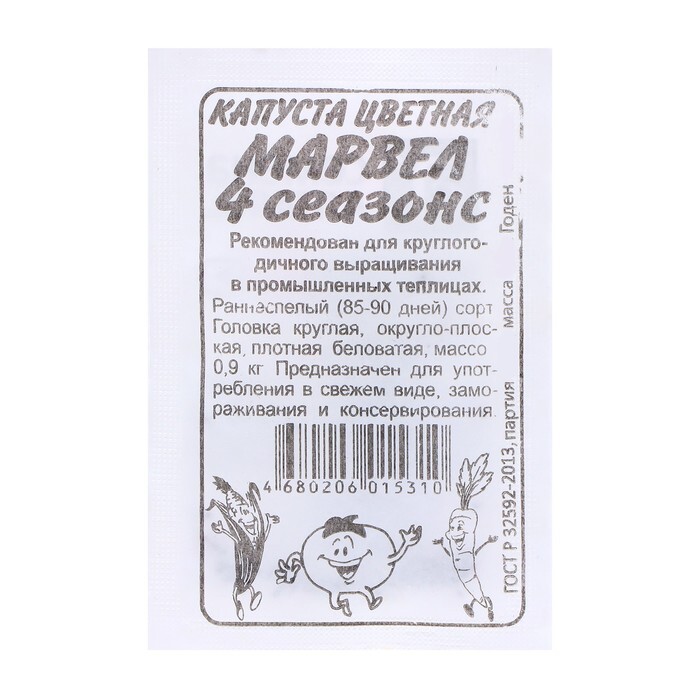 КАПУСТА ЦВЕТНАЯ
МАРВЕЛ
4 сеазонс
Рекомендован для круглого-
дичного выращивания
в промышленных теплицах.
Раннеспелый (85-90 дней) сорт
Головка круглая, округло-плос-
кая, плотная беловатая, массо
0,9 кг Предназначен для упот-
ребления в свежем виде, замо-
раживания и консервирования.
4 680206 015310
ГОСТ Р 32592-2013, партия масса Годен